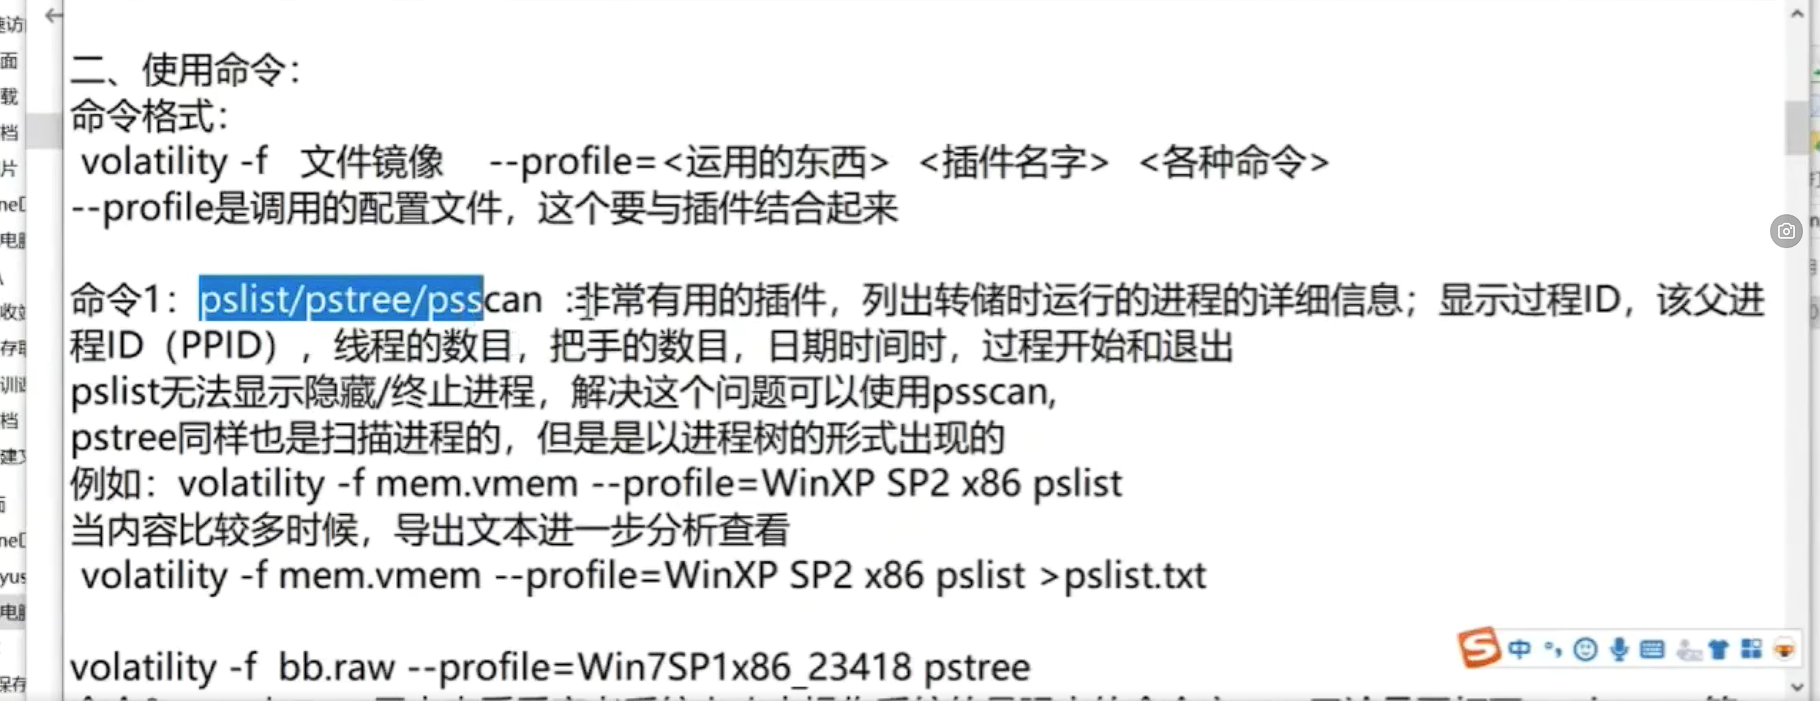 二、使用命令：
命令格式：
volatility -f 文件镜像 --profile=<运用的东西> <插件名字> <各种命令>
--profile是调用的配置文件，这个要与插件结合起来
命令1：pslist/pstree/psscan :非常有用的插件，列出转储时运行的进程的详细信息；显示过程ID，该父进
程ID（PPID），线程的数目，把手的数目，日期时间时，过程开始和退出
pslist无法显示隐藏/终止进程，解决这个问题可以使用psscan,
pstree同样也是扫描进程的，但是是以进程树的形式出现的
例如：volatility -f mem.vmem --profile=WinXP SP2 x86 pslist
当内容比较多时候，导出文本进一步分析查看
volatility -f mem.vmem --profile=WinXP SP2 x86 pslist >pslist.txt
volatility -f bb.raw --profile=Win7SP1x86_23418 pstree
中